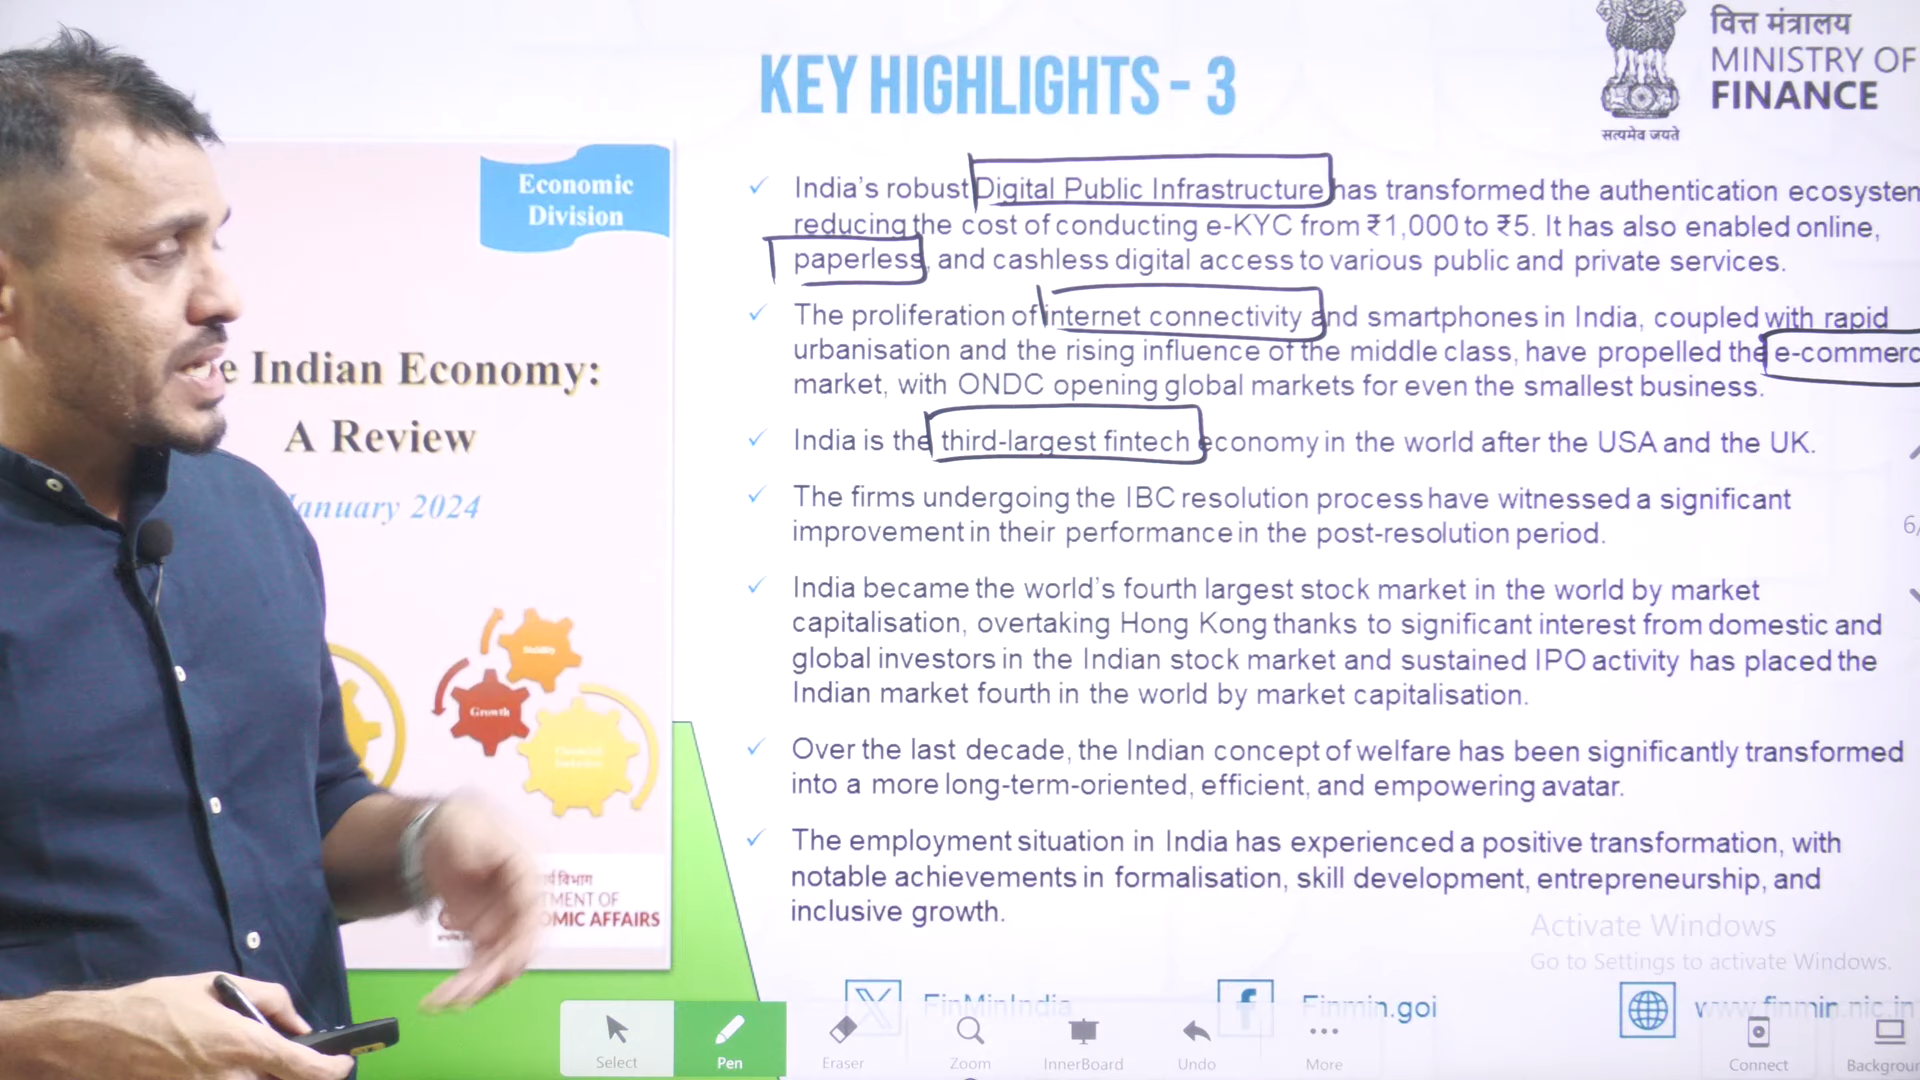 KEY HIGHLIGHTS - 3
वित्त मंत्रालय
MINISTRY OF
FINANCE
सत्यमेव जयते
Economic
Division
Indian Economy:
A Review
2024
Stability
Growth
MIC AFFAIRS
✓ India's robust Digital Public Infrastructure has transformed the authentication
reducing the cost of conducting e-KYC from ₹1,000 to ₹5. It has also enabled online,
paperless, and cashless digital access to various public and private services.
✓ The proliferation of internet connectivity and smartphones in India, coupled with rapid
urbanisation and the rising influence of the middle class, have propelled the
market, with ONDC opening global markets for even the smallest business.
✓ India is the third-largest fintech economy in the world after the USA and the UK.
✓ The firms undergoing the IBC resolution process have witnessed a significant
improvement in their performance in the post-resolution period.
✓ India became the world's fourth largest stock market in the world by market
capitalisation, overtaking Hong Kong thanks to significant interest from domestic and
global investors in the Indian stock market and sustained IPO activity has placed the
Indian market fourth in the world by market capitalisation.
✓ Over the last decade, the Indian concept of welfare has been significantly transformed
into a more long-term-oriented, efficient, and empowering avatar.
✓ The employment situation in India has experienced a positive transformation, with
notable achievements in formalisation, skill development, entrepreneurship, and
inclusive growth.
Activate Windows
Go to Settings to activate Windows.
FinMinIndia
Finmin.goi
www.finmin.nic.in
Select
Pen
Eraser
Zoom
InnerBoard
Undo
More
Connect